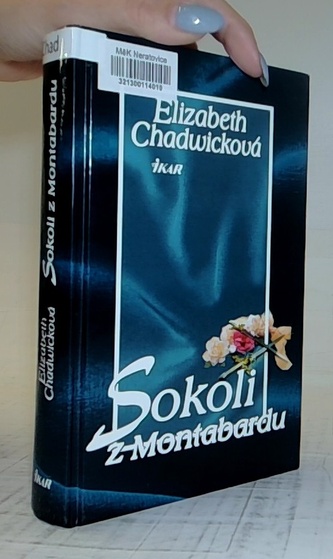 Chad
MěK Neratovice
321300114010
Elizabeth
Chadwicková
IKAR
Sokoli
z Montabardu
Elizabeth
Chadwicková
Sokoli z Montabardu
IKAR